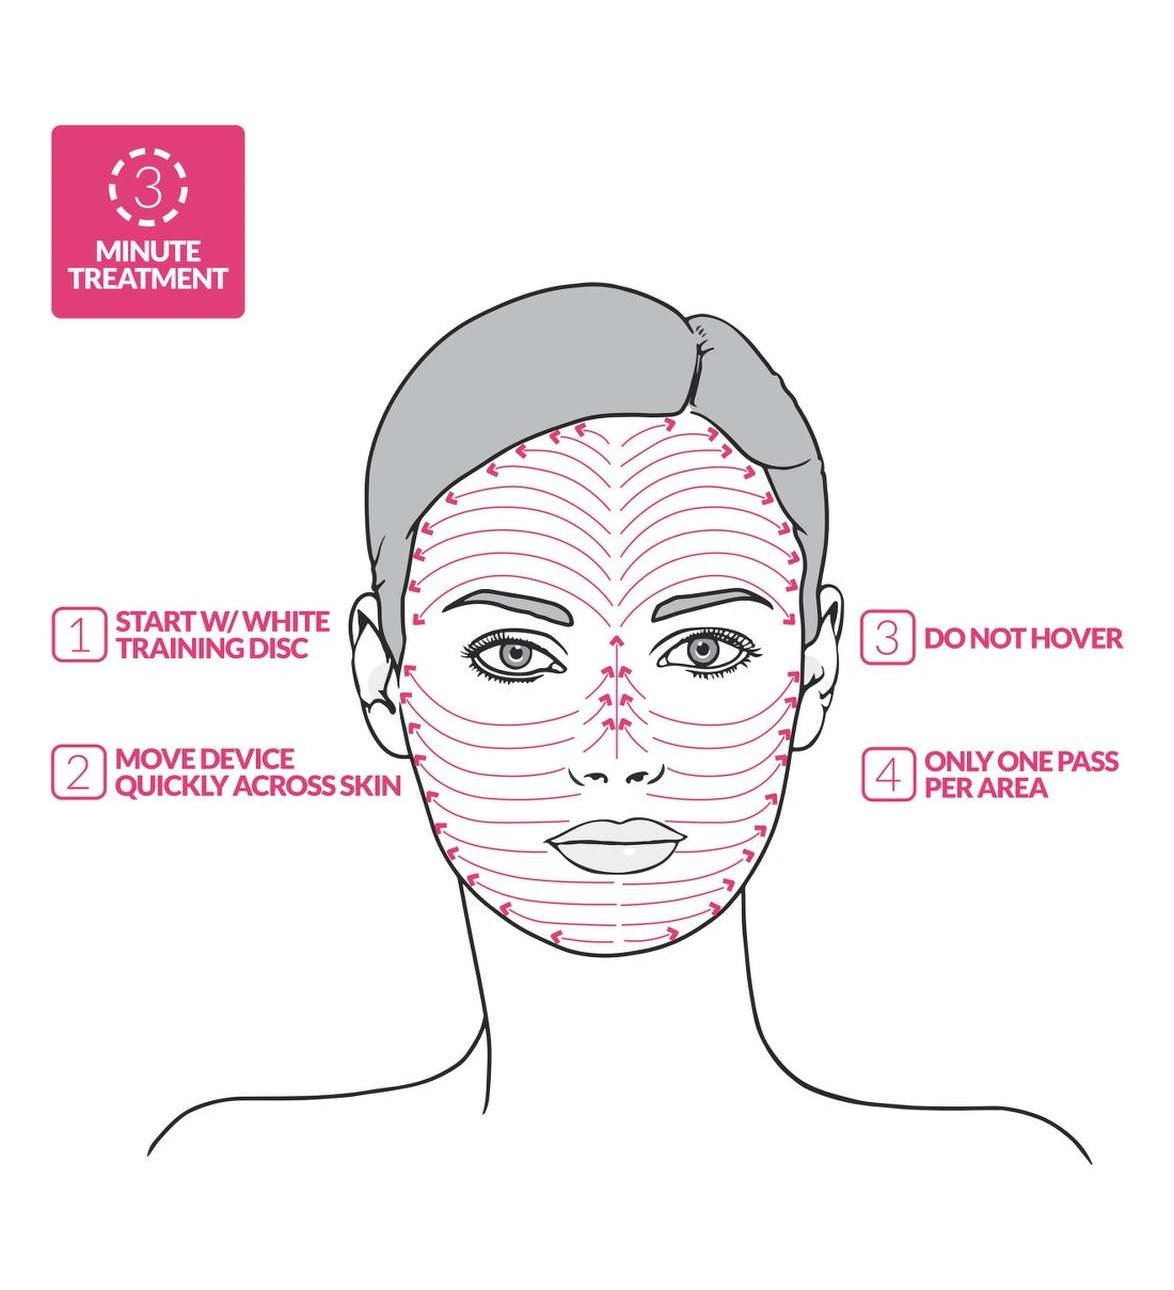 3
MINUTE
TREATMENT
1 START W/ WHITE
TRAINING DISC
2 MOVE DEVICE
QUICKLY ACROSS SKIN
3 DO NOT HOVER
4 ONLY ONE PASS
PER AREA